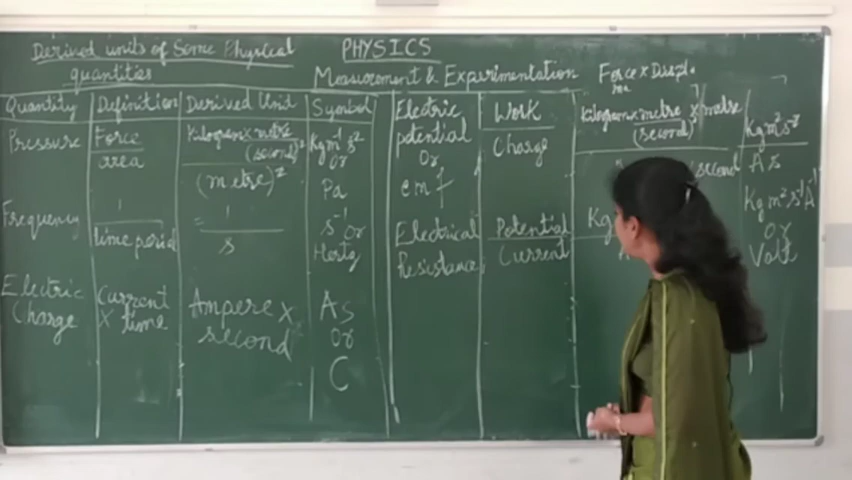 Derived units of Some Physical
quantities
PHYSICS
Measurement & Experimentation
Force x Displ
ma
Quantity Definition Derived Unit Symbol
Pressure Force
area
Kilogram x metre
(second)²
(metre)²
Kg m⁻¹ s²
Or
Pa
Frequency 1
time period
= 1
s
s⁻¹
Or
Hertz
Electric
Charge
Current
X time
Ampere x
second
As
Or
C
Electric
potential
Or
emf
Work
Charge
Kilogram x metre x metre
(second)²
second
Kg m² s⁻²
A s
Kg m² s⁻¹ A⁻¹
Or
Volt
Electrical
Resistance
Potential
Current
Kg
A